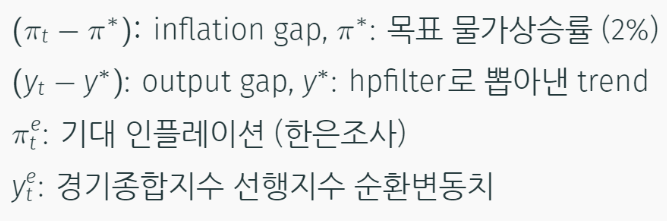 (πₜ − π*): inflation gap, π*: 목표 물가상승률 (2%)
(yₜ − y*): output gap, y*: hpfilter로 뽑아낸 trend
πₜᵉ: 기대 인플레이션 (한은조사)
yₜᵉ: 경기종합지수 선행지수 순환변동치